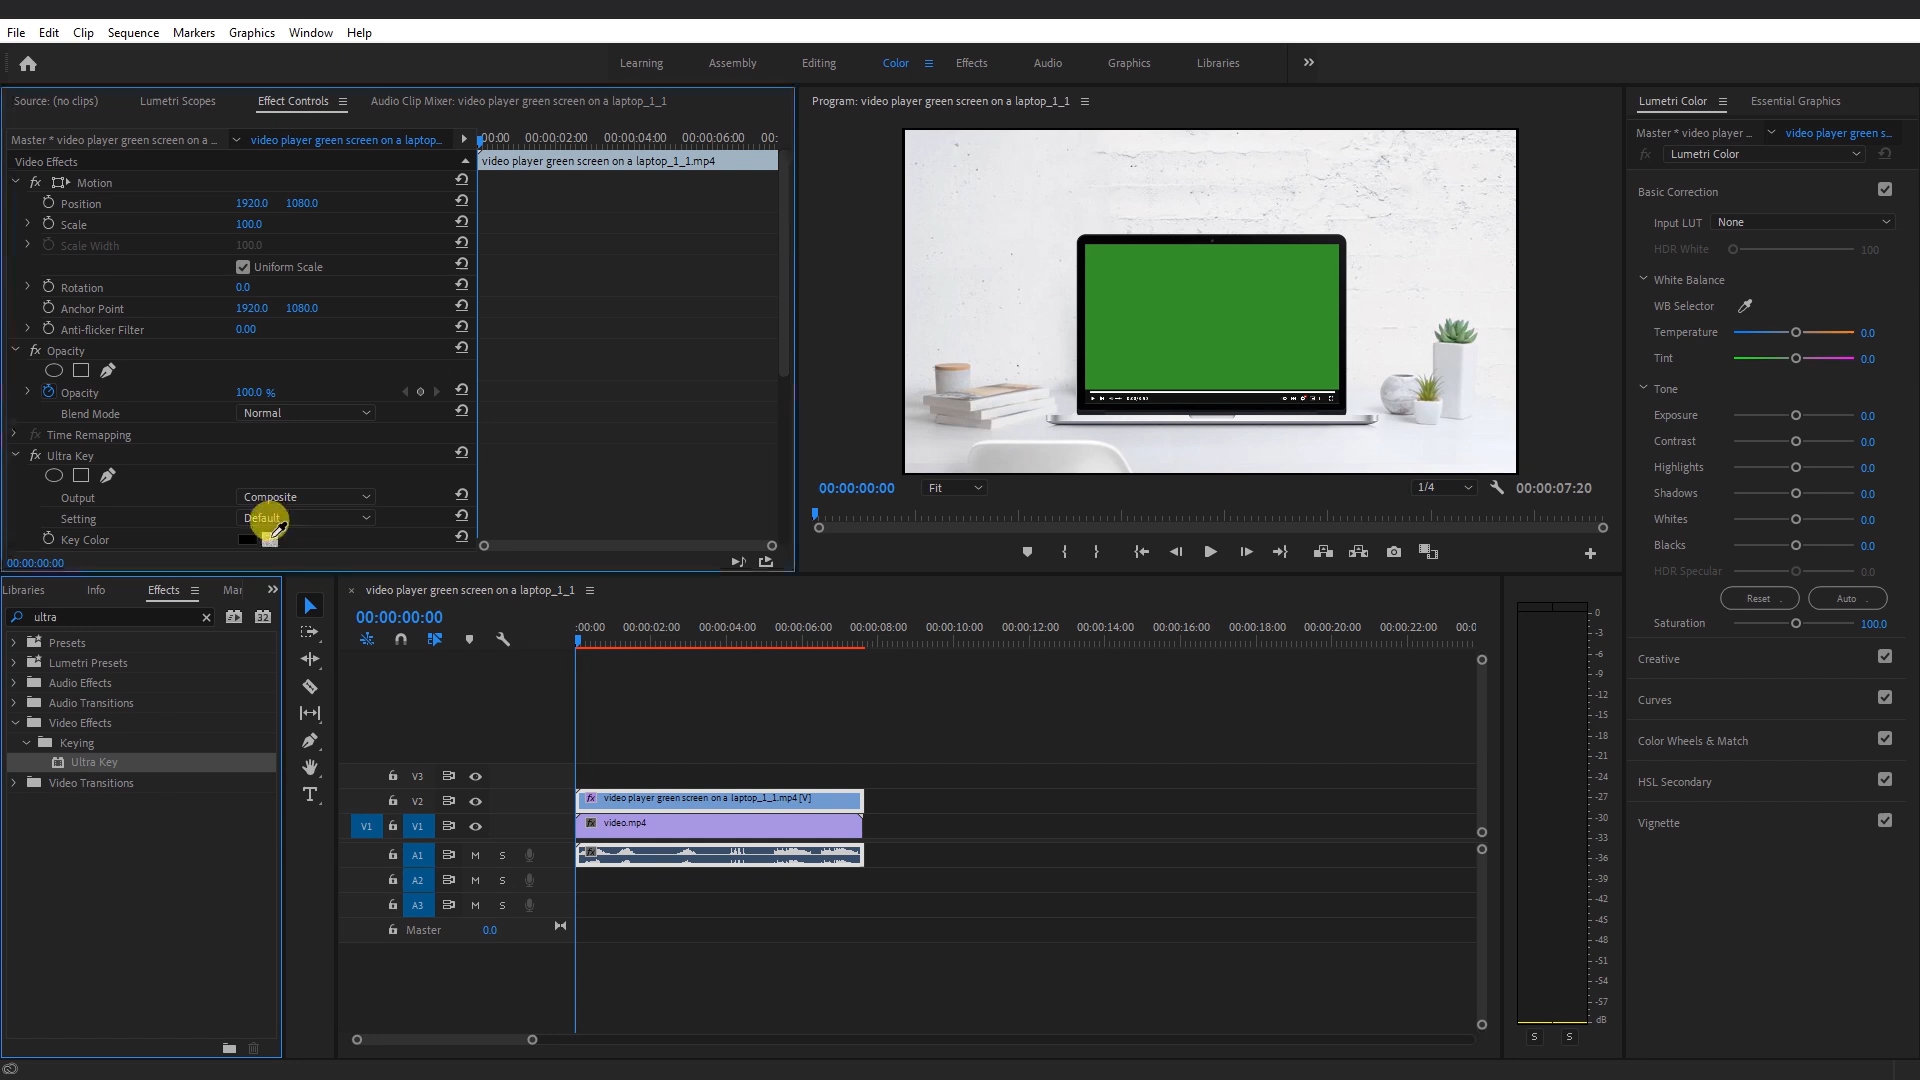 File Edit Clip Sequence Markers Graphics Window Help
Learning Assembly Editing Color Effects Audio Graphics Libraries
Source: (no clips) Lumetri Scopes Effect Controls Audio Clip Mixer: video player green screen on a laptop_1_1
Master * video player green screen on a ... video player green screen on a laptop...
00:00 00:00:02:00 00:00:04:00 00:00:06:00 00:
Video Effects
video player green screen on a laptop_1_1.mp4
Motion
Position 1920.0 1080.0
Scale 100.0
Scale Width 100.0
Uniform Scale
Rotation 0.0
Anchor Point 1920.0 1080.0
Anti-flicker Filter 0.00
Opacity
Opacity 100.0 %
Blend Mode Normal
Time Remapping
Ultra Key
Output Composite
Setting Default
Key Color
00:00:00:00
Program: video player green screen on a laptop_1_1
00:00:00:00 Fit 1/4 00:00:07:20
Lumetri Color Essential Graphics
Master * video player ... video player green s...
fx Lumetri Color
Basic Correction
Input LUT None
HDR White 100
White Balance
WB Selector
Temperature 0.0
Tint 0.0
Tone
Exposure 0.0
Contrast 0.0
Highlights 0.0
Shadows 0.0
Whites 0.0
Blacks 0.0
HDR Specular 0.0
Reset Auto
Saturation 100.0
Creative
Curves
Color Wheels & Match
HSL Secondary
Vignette
Libraries Info Effects Mar
ultra
32
Presets
Lumetri Presets
Audio Effects
Audio Transitions
Video Effects
Keying
Ultra Key
Video Transitions
× video player green screen on a laptop_1_1
00:00:00:00
:00:00 00:00:02:00 00:00:04:00 00:00:06:00 00:00:08:00 00:00:10:00 00:00:12:00 00:00:14:00 00:00:16:00 00:00:18:00 00:00:20:00 00:00:22:00 00:0
V3
V2
video player green screen on a laptop_1_1.mp4 [V]
V1 V1
video.mp4
A1 M S
A2 M S
A3 M S
Master 0.0
0
-3
-6
-9
-12
-15
-18
-21
-24
-27
-30
-33
-36
-39
-42
-45
-48
-51
-54
-57
dB
S S